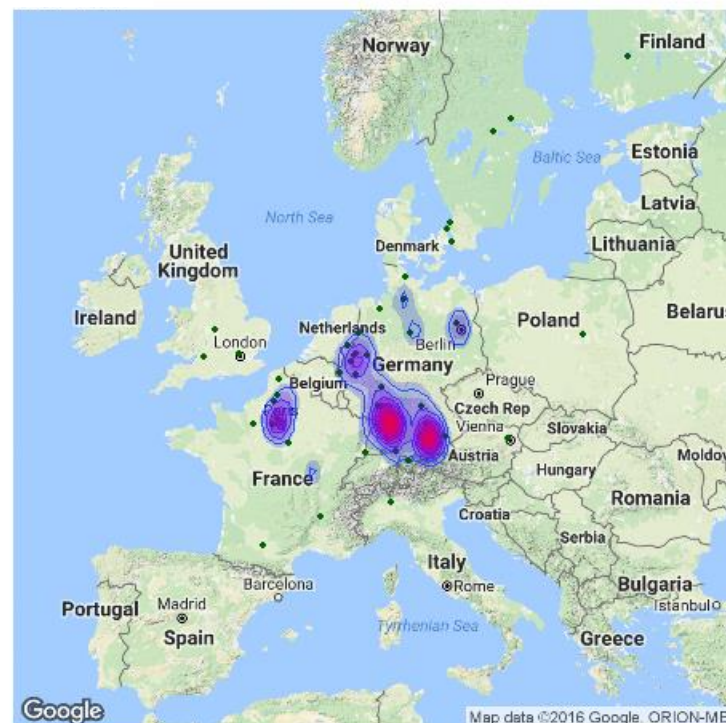 Norway
Finland
Estonia
Baltic Sea
Latvia
North Sea
Denmark
Lithuania
United
Kingdom
Ireland
London
Netherlands
Berlin
Poland
Belarus
Belgium
Germany
Prague
Paris
Czech Rep
Vienna
Slovakia
Austria
Moldov
France
Hungary
Romania
Croatia
Serbia
Italy
Bulgaria
Barcelona
Rome
Istanbul
Portugal
Madrid
Spain
Tyrrhenian Sea
Greece
Google
Map data ©2016 Google, ORION-ME